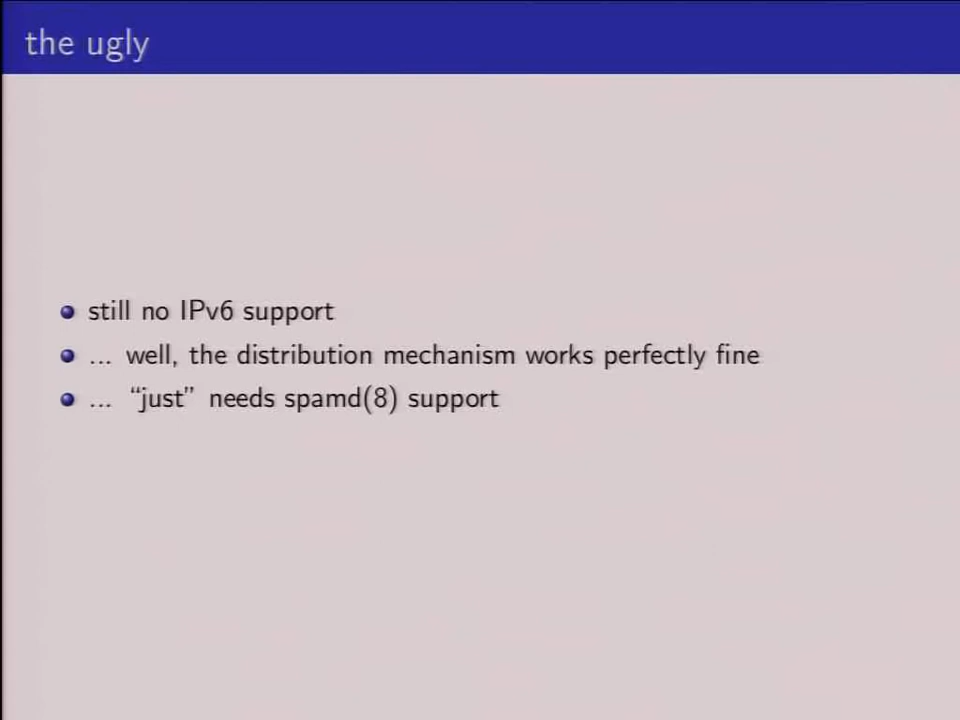 the ugly
still no IPv6 support
... well, the distribution mechanism works perfectly fine
... “just” needs spamd(8) support